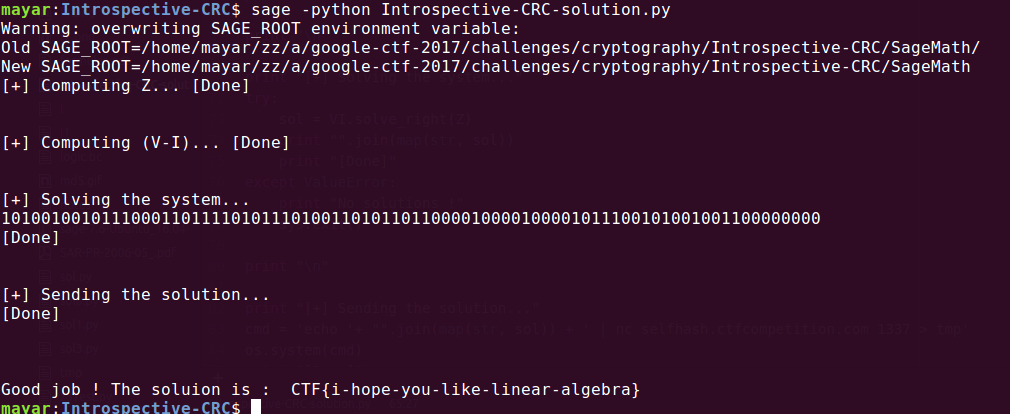 mayar:Introspective-CRC$ sage -python Introspective-CRC-solution.py
Warning: overwriting SAGE_ROOT environment variable:
Old SAGE_ROOT=/home/mayar/zz/a/google-ctf-2017/challenges/cryptography/Introspective-CRC/SageMath/
New SAGE_ROOT=/home/mayar/zz/a/google-ctf-2017/challenges/cryptography/Introspective-CRC/SageMath
[+] Computing Z... [Done]
[+] Computing (V-I)... [Done]
[+] Solving the system...
1010010010111000110111101011101001101011011000010000100001011100101001001100000000
[Done]
[+] Sending the solution...
[Done]
Good job ! The soluion is :  CTF{i-hope-you-like-linear-algebra}
mayar:Introspective-CRC$